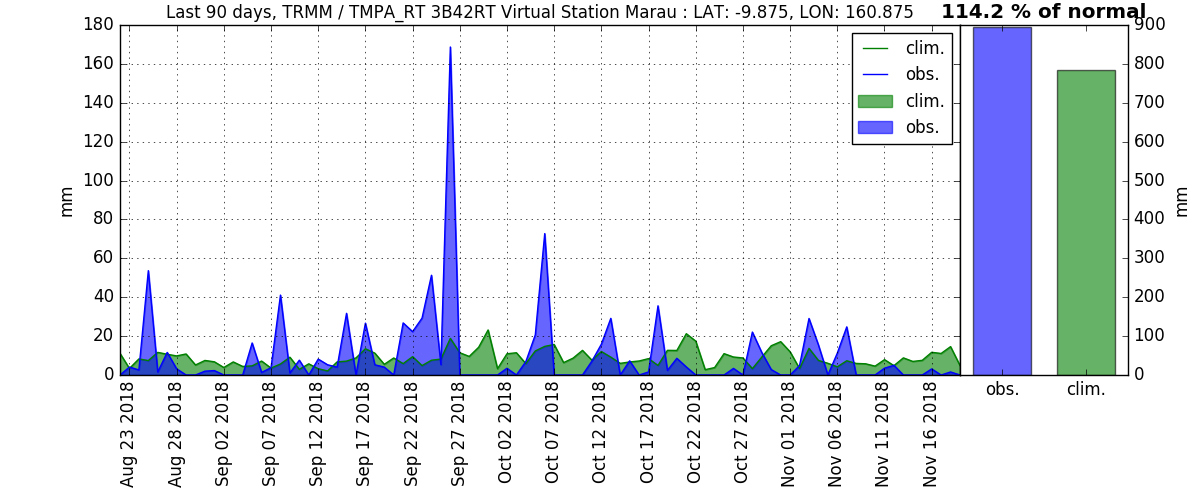 Last 90 days, TRMM / TMPA_RT 3B42RT Virtual Station Marau : LAT: -9.875, LON: 160.875
114.2 % of normal
180
160
140
120
100
80
60
40
20
0
mm
clim.
obs.
clim.
obs.
900
800
700
600
500
400
300
200
100
0
mm
obs.
clim.
Aug 23 2018
Aug 28 2018
Sep 02 2018
Sep 07 2018
Sep 12 2018
Sep 17 2018
Sep 22 2018
Sep 27 2018
Oct 02 2018
Oct 07 2018
Oct 12 2018
Oct 17 2018
Oct 22 2018
Oct 27 2018
Nov 01 2018
Nov 06 2018
Nov 11 2018
Nov 16 2018